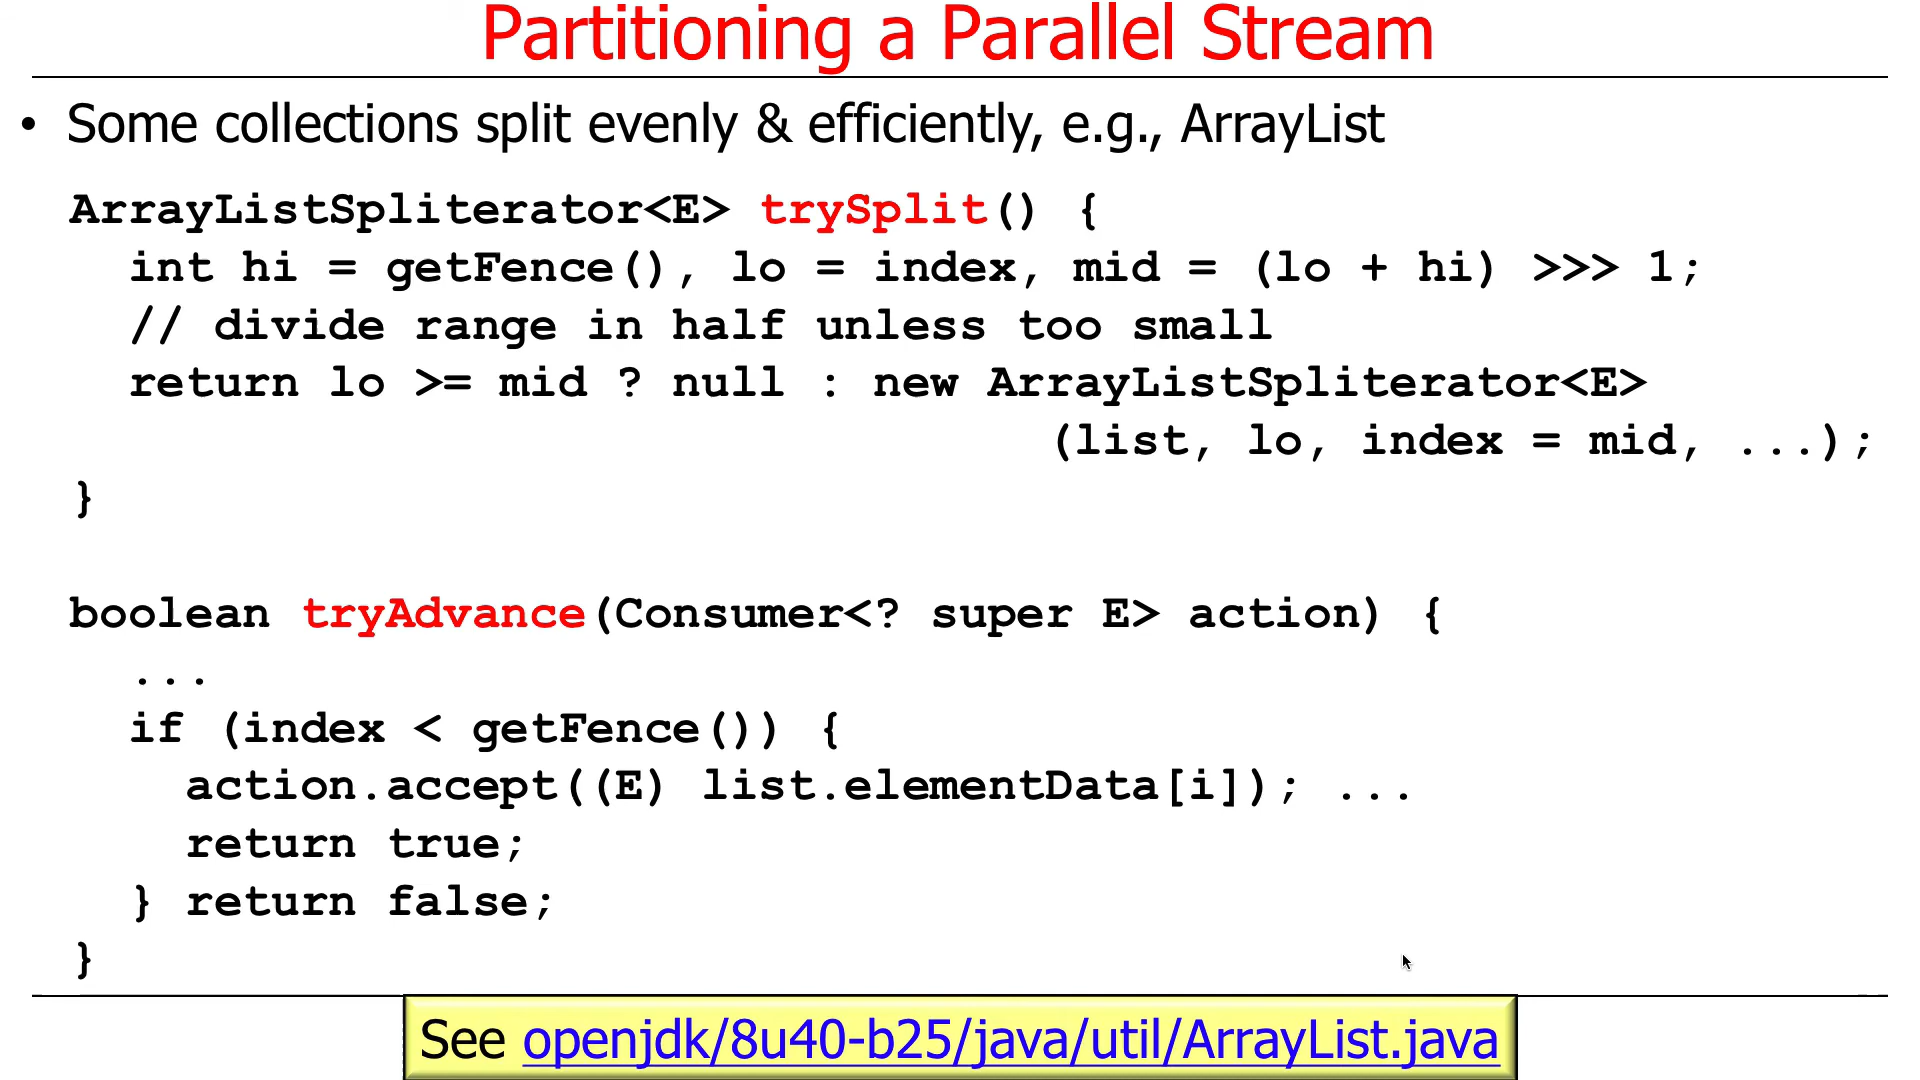 Partitioning a Parallel Stream
• Some collections split evenly & efficiently, e.g., ArrayList
ArrayListSpliterator<E> trySplit() {
  int hi = getFence(), lo = index, mid = (lo + hi) >>> 1;
  // divide range in half unless too small
  return lo >= mid ? null : new ArrayListSpliterator<E>
                                  (list, lo, index = mid, ...);
}
boolean tryAdvance(Consumer<? super E> action) {
  ...
  if (index < getFence()) {
    action.accept((E) list.elementData[i]); ...
    return true;
  } return false;
}
See openjdk/8u40-b25/java/util/ArrayList.java